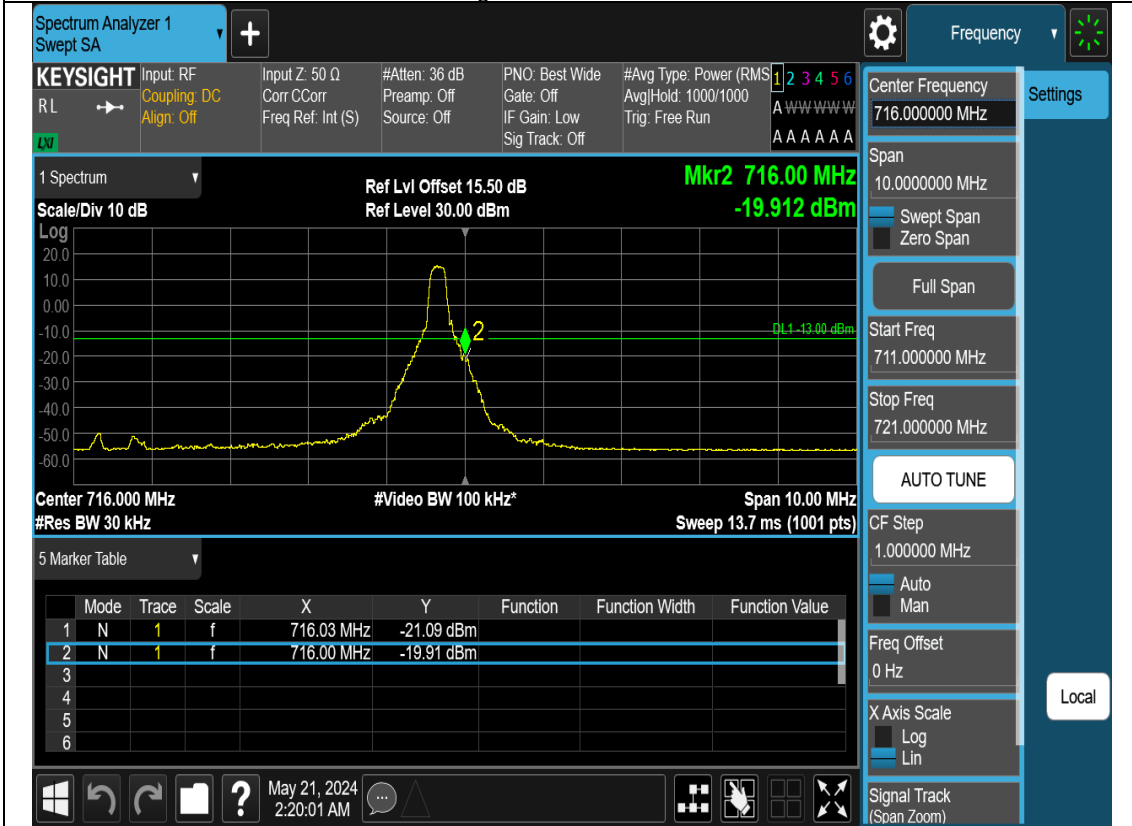 Spectrum Analyzer 1
Swept SA
+
Frequency
KEYSIGHT
RL
LXI
Input: RF
Coupling: DC
Align: Off
Input Z: 50 Ω
Corr CCorr
Freq Ref: Int (S)
#Atten: 36 dB
Preamp: Off
Source: Off
PNO: Best Wide
Gate: Off
IF Gain: Low
Sig Track: Off
#Avg Type: Power (RMS
Avg|Hold: 1000/1000
Trig: Free Run
1 2 3 4 5 6
A W W W W W
A A A A A A
1 Spectrum
Scale/Div 10 dB
Ref Lvl Offset 15.50 dB
Ref Level 30.00 dBm
Mkr2 716.00 MHz
-19.912 dBm
Log
20.0
10.0
0.00
-10.0
-20.0
-30.0
-40.0
-50.0
-60.0
2
DL1 -13.00 dBm
Center 716.000 MHz
#Video BW 100 kHz*
Span 10.00 MHz
#Res BW 30 kHz
Sweep 13.7 ms (1001 pts)
5 Marker Table
Mode Trace Scale X Y Function Function Width Function Value
1 N 1 f 716.03 MHz -21.09 dBm
2 N 1 f 716.00 MHz -19.91 dBm
3
4
5
6
?
May 21, 2024
2:20:01 AM
Center Frequency
716.000000 MHz
Span
10.0000000 MHz
Swept Span
Zero Span
Full Span
Start Freq
711.000000 MHz
Stop Freq
721.000000 MHz
AUTO TUNE
CF Step
1.000000 MHz
Auto
Man
Freq Offset
0 Hz
X Axis Scale
Log
Lin
Signal Track
(Span Zoom)
Settings
Local